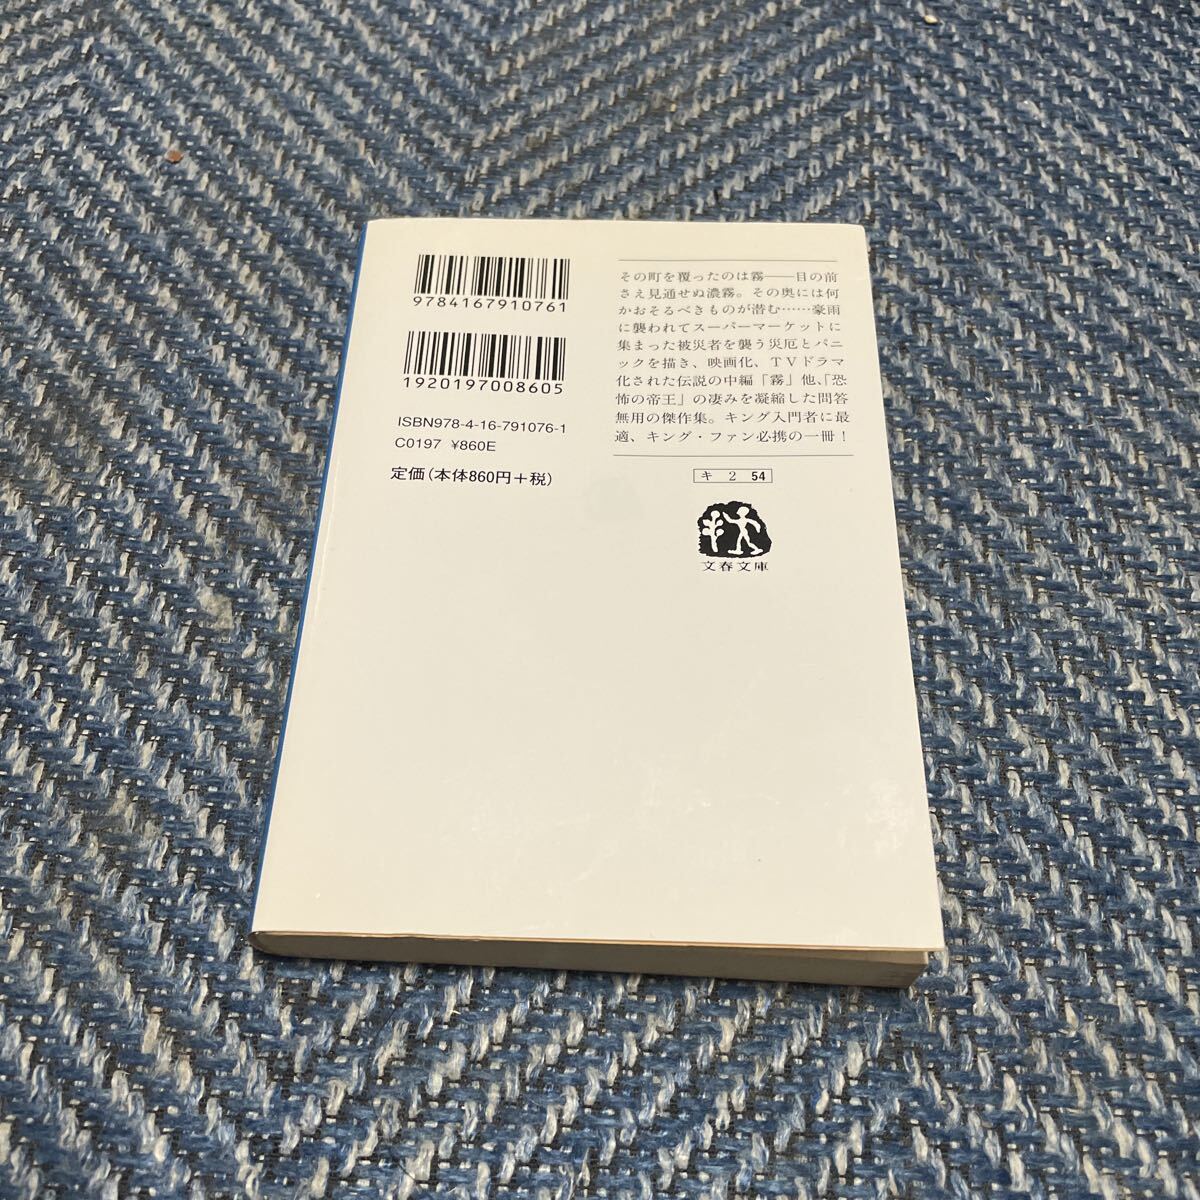 9784167910761
1920197008605
ISBN978-4-16-791076-1
C0197 ¥860E
定価(本体860円+税)
その町を覆ったのは霧——目の前
さえ見通せぬ濃霧。その奥には何
かおそるべきものが潜む……豪雨
に襲われてスーパーマーケットに
集まった被災者を襲う災厄とパニ
ックを描き、映画化、TVドラマ
化された伝説の中編「霧」他、「恐
怖の帝王」の凄みを凝縮した問答
無用の傑作集。キング入門者に最
適、キング・ファン必携の一冊!
キ 2 54
文春文庫